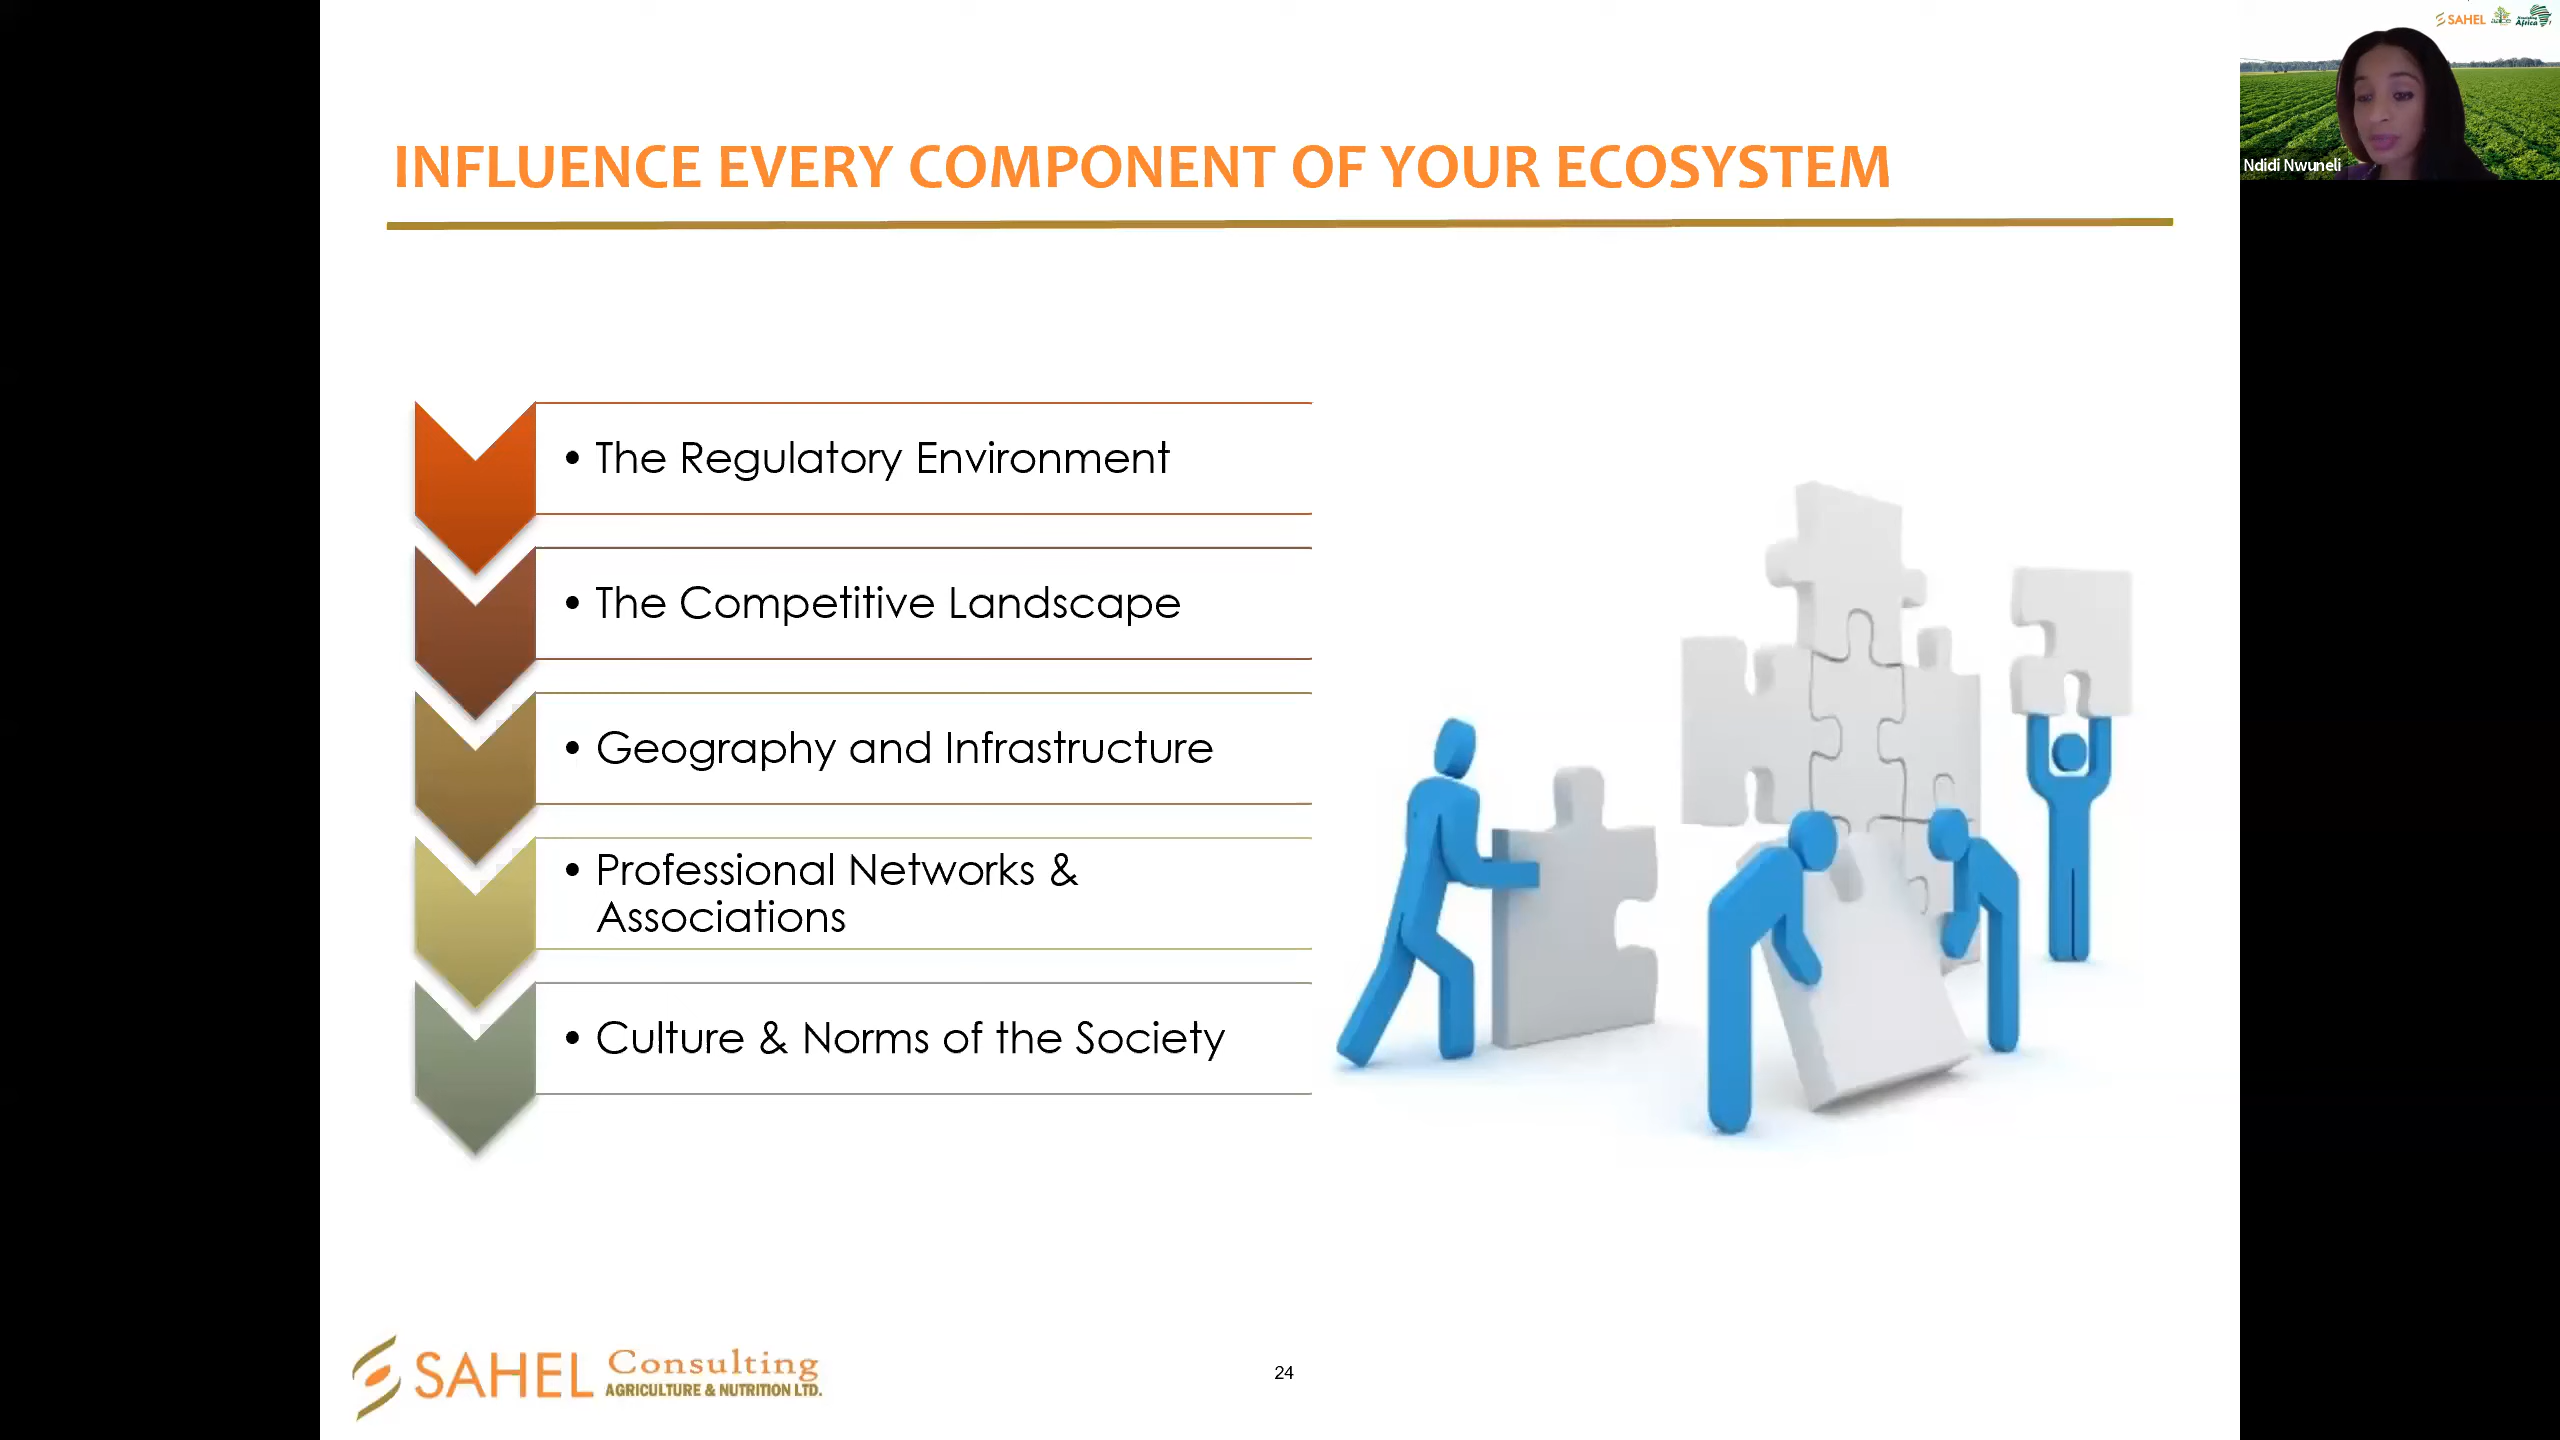 SAHEL
Africa
Ndidi Nwuneli
INFLUENCE EVERY COMPONENT OF YOUR ECOSYSTEM
• The Regulatory Environment
• The Competitive Landscape
• Geography and Infrastructure
• Professional Networks &
Associations
• Culture & Norms of the Society
SAHEL Consulting
AGRICULTURE & NUTRITION LTD.
24